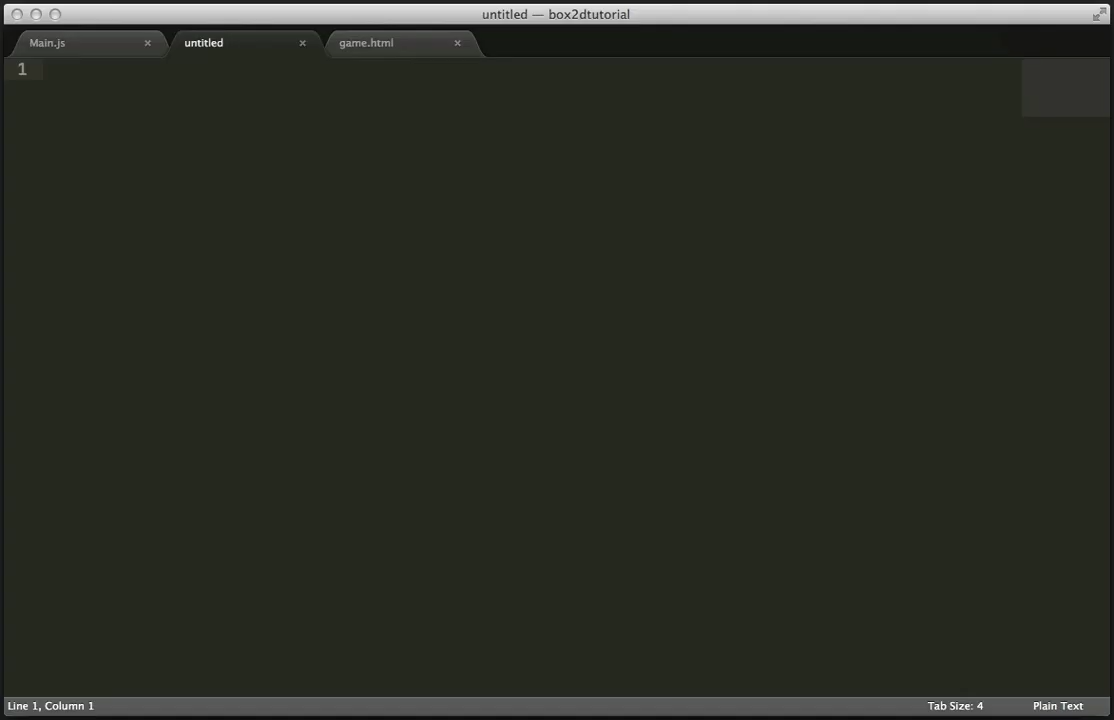 untitled — box2dtutorial
Main.js × untitled × game.html ×
1
Line 1, Column 1 Tab Size: 4 Plain Text